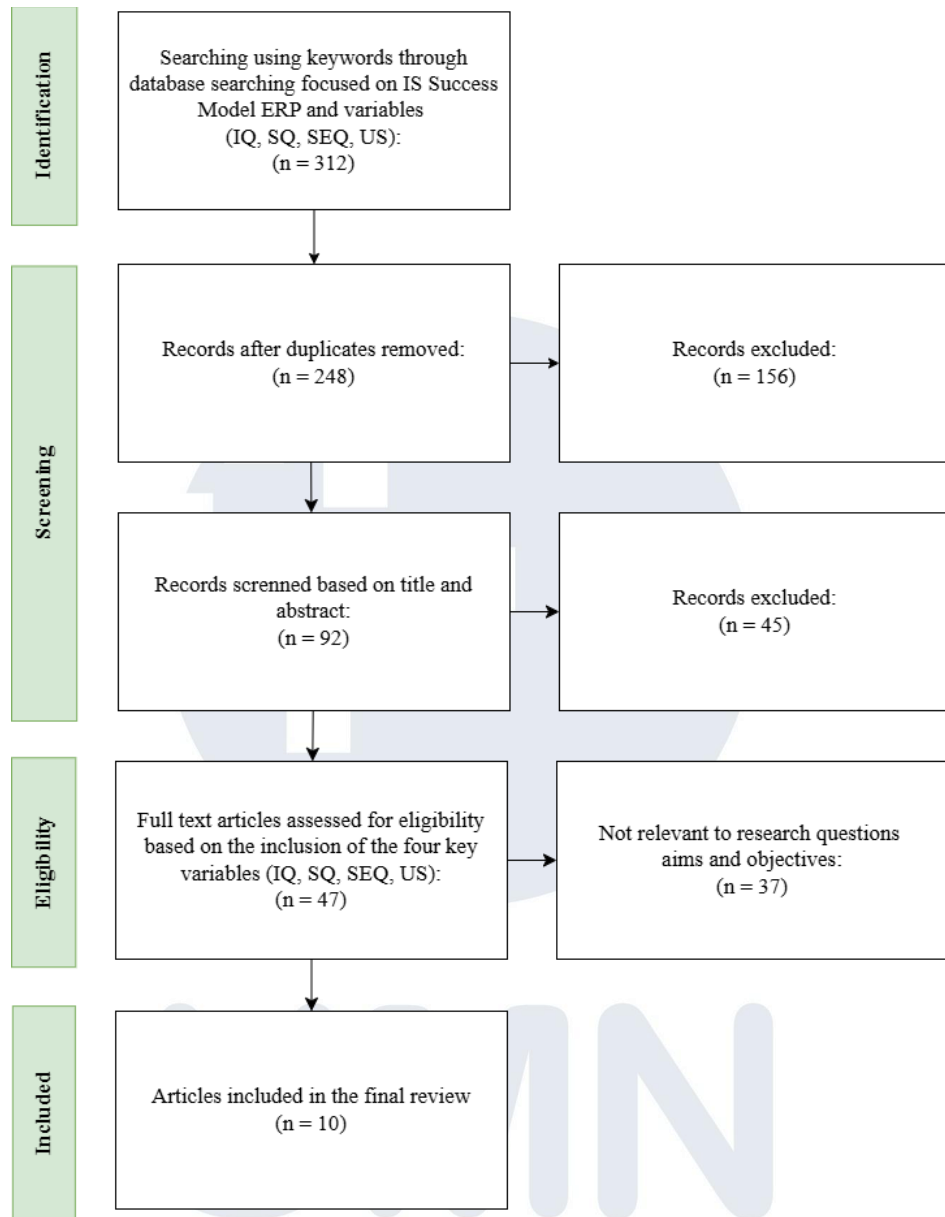 Identification
Searching using keywords through
database searching focused on IS Success
Model ERP and variables
(IQ, SQ, SEQ, US):
(n = 312)
Screening
Records after duplicates removed:
(n = 248)
Records excluded:
(n = 156)
Records screnned based on title and
abstract:
(n = 92)
Records excluded:
(n = 45)
Eligibility
Full text articles assessed for eligibility
based on the inclusion of the four key
variables (IQ, SQ, SEQ, US):
(n = 47)
Not relevant to research questions
aims and objectives:
(n = 37)
Included
Articles included in the final review
(n = 10)